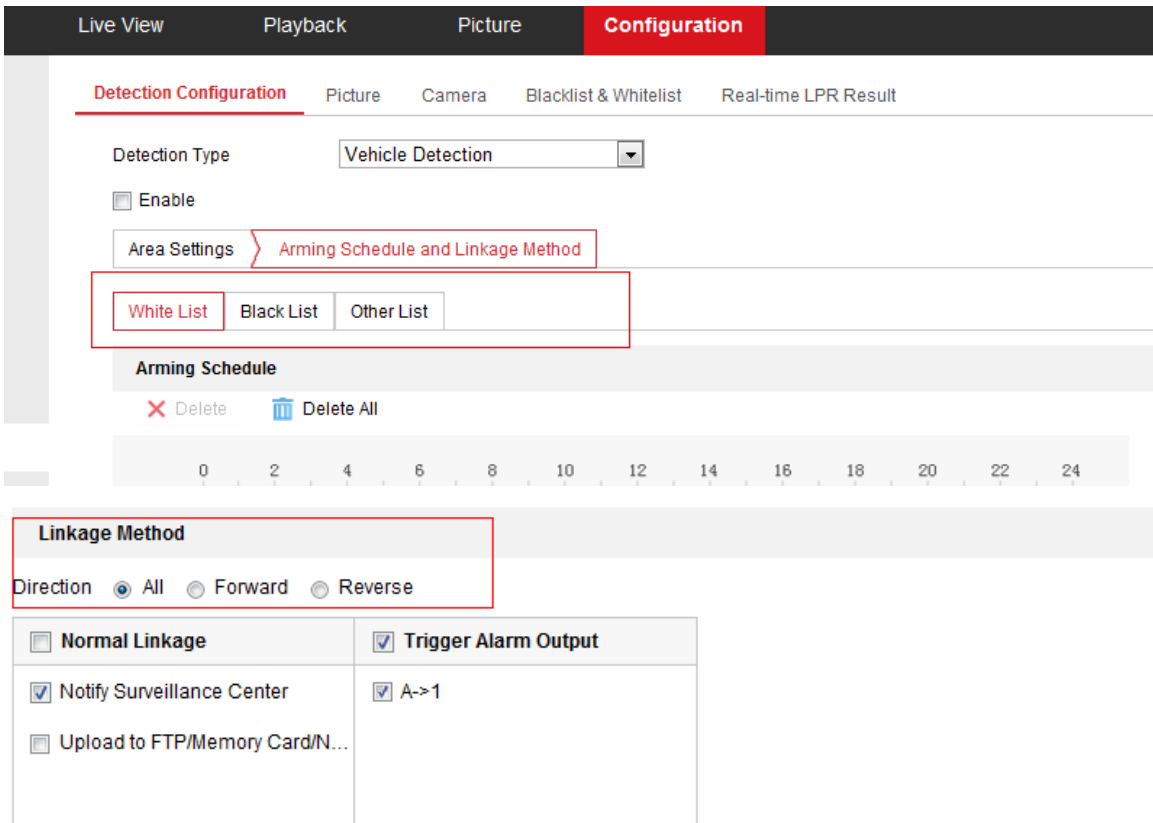 Live View Playback Picture Configuration
Detection Configuration Picture Camera Blacklist & Whitelist Real-time LPR Result
Detection Type Vehicle Detection
Enable
Area Settings Arming Schedule and Linkage Method
White List Black List Other List
Arming Schedule
Delete Delete All
0 2 4 6 8 10 12 14 16 18 20 22 24
Linkage Method
Direction All Forward Reverse
Normal Linkage Trigger Alarm Output
Notify Surveillance Center A->1
Upload to FTP/Memory Card/N...